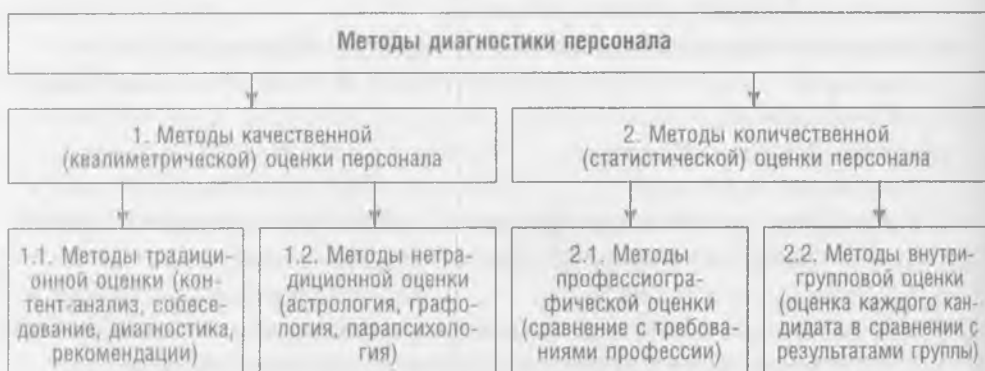 Методы диагностики персонала
1. Методы качественной
(квалиметрической) оценки персонала
2. Методы количественной
(статистической) оценки персонала
1.1. Методы традици-
онной оценки (кон-
тент-анализ, собесе-
дование, диагностика,
рекомендации)
1.2. Методы нетра-
диционной оценки
(астрология, графо-
логия, парапсихоло-
гия)
2.1. Методы
профессиогра-
фической оценки
(сравнение с требова-
ниями профессии)
2.2. Методы внутри-
групповой оценки
(оценка каждого кан-
дидата в сравнении с
результатами группы)